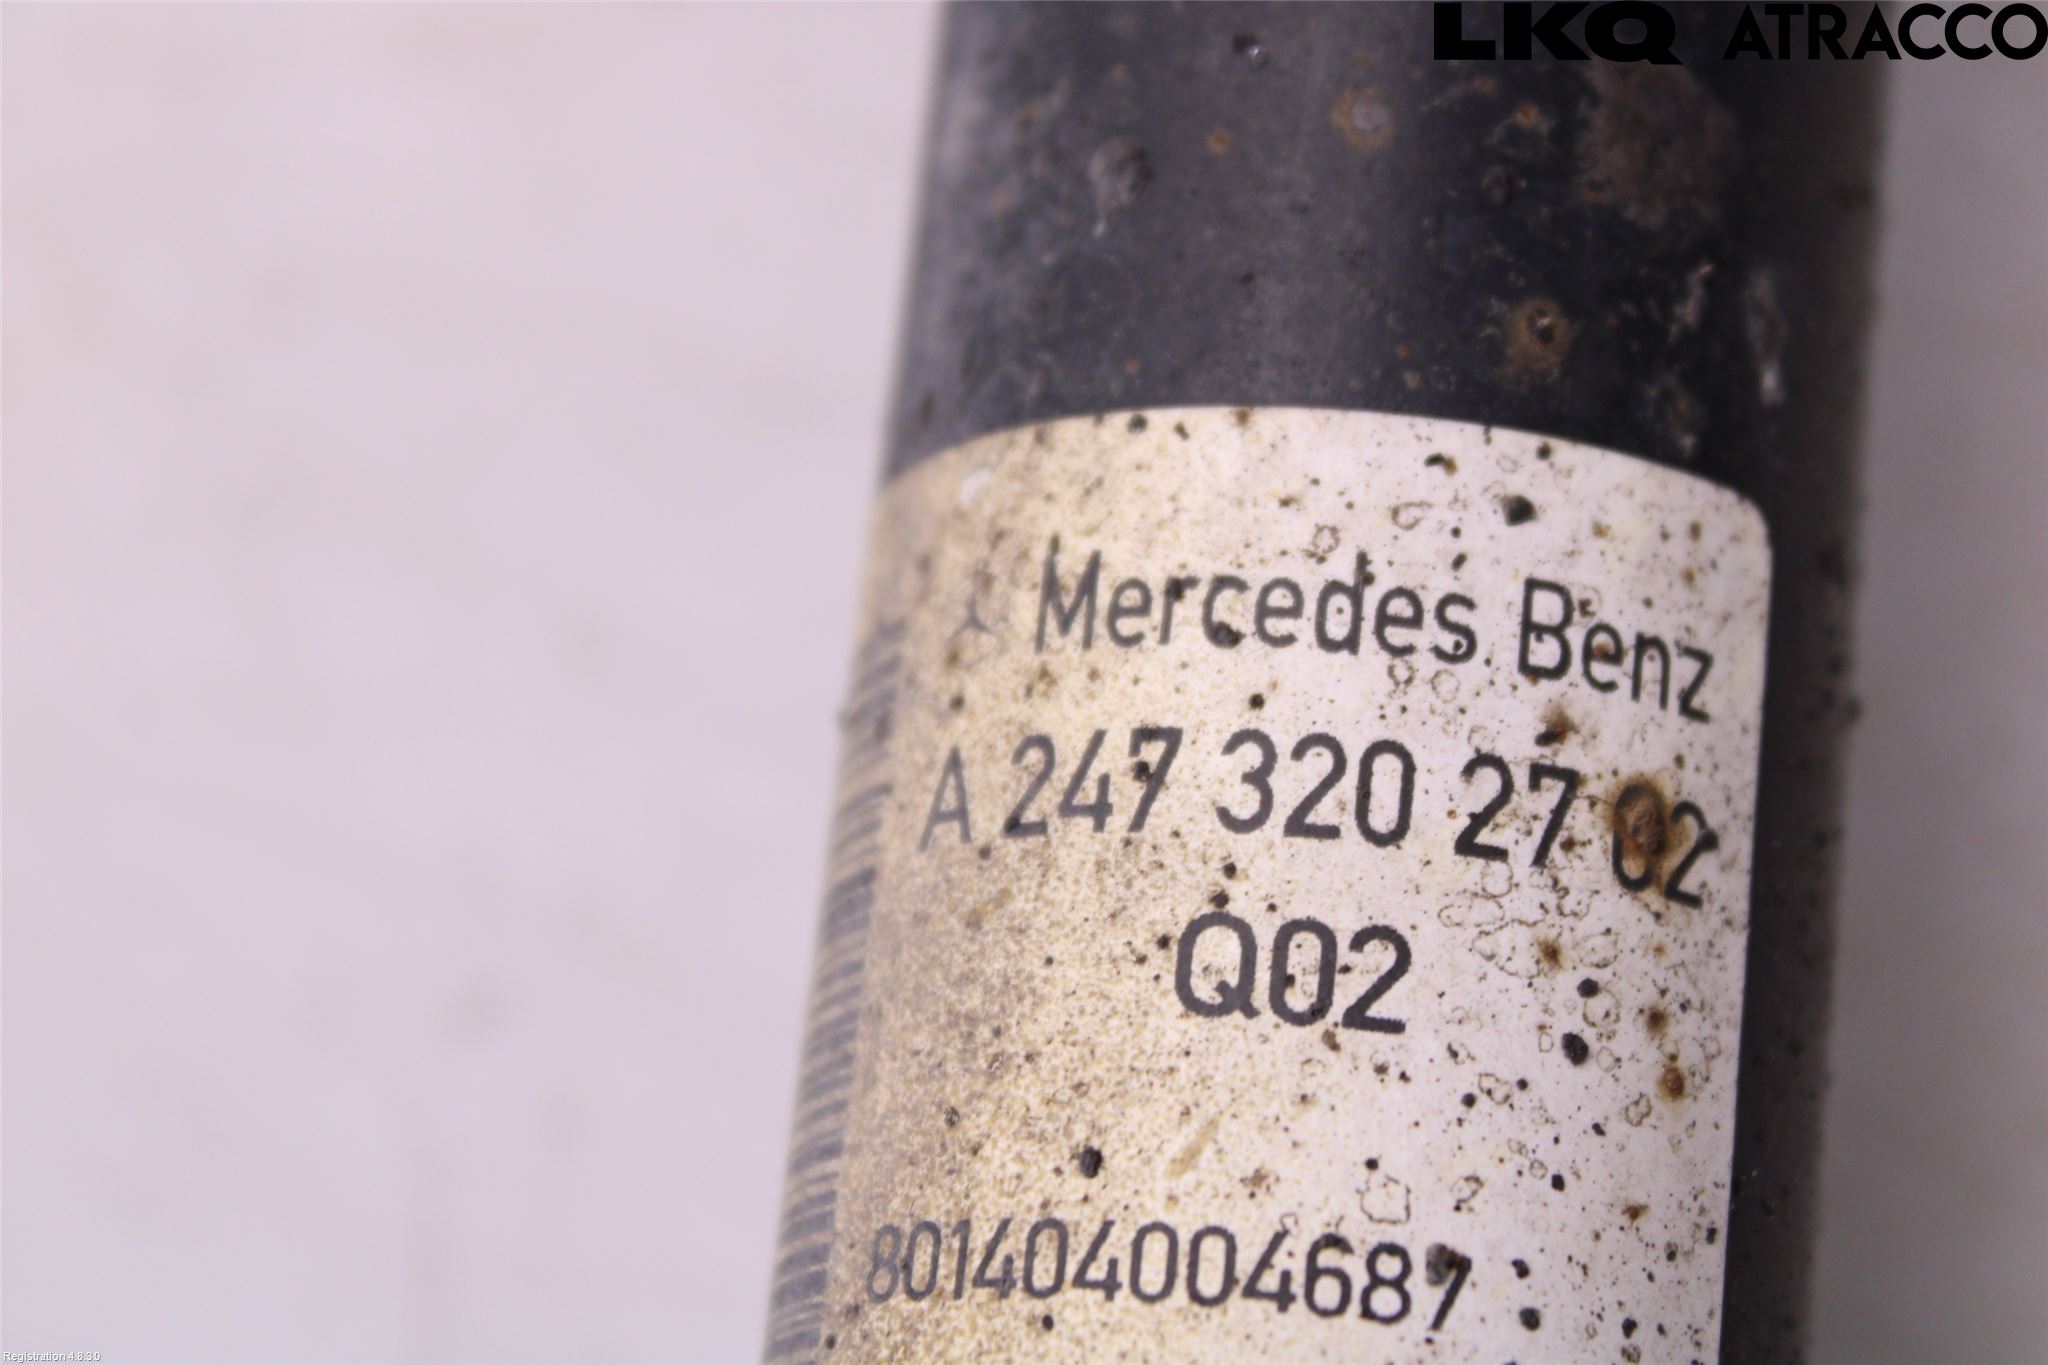 LKQ ATRACCO
Mercedes Benz
A 247 320 27 02
Q02
801404004687
Registration 4.8.3.0